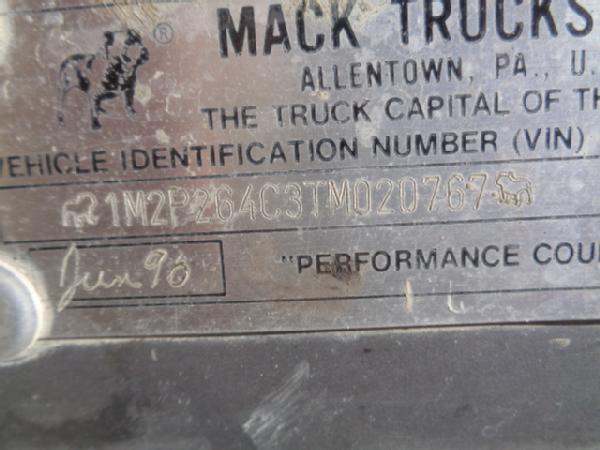 ® MACK TRUCKS
ALLENTOWN, PA., U.
THE TRUCK CAPITAL OF TH
VEHICLE IDENTIFICATION NUMBER (VIN)
1M2P264C3TM020767
Jun 96 "PERFORMANCE COU